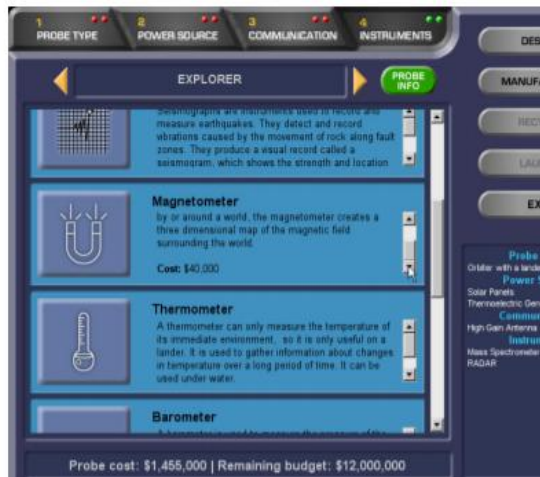 1 2 3 4
PROBE TYPE POWER SOURCE COMMUNICATION INSTRUMENTS
EXPLORER
PROBE
INFO
Seismographs are instruments used to record and
measure earthquakes. They detect and record
vibrations caused by the movement of rock along fault
zones. They produce a visual record called a
seismogram, which shows the strength and location
Magnetometer
by or around a world, the magnetometer creates a
three dimensional map of the magnetic field
surrounding the world.
Cost: $40,000
Thermometer
A thermometer can only measure the temperature of
its immediate environment, so it is only useful on a
lander. It is used to gather information about changes
in temperature over a long period of time. It can be
used under water.
Barometer
Probe cost: $1,455,000 | Remaining budget: $12,000,000
DES
MANUFA
REC
LAU
EX
Probe
Orbiter with a lande
Power S
Solar Panels
Thermoelectric Gen
Commun
High Gain Antenna
Instrum
Mass Spectrometer
RADAR